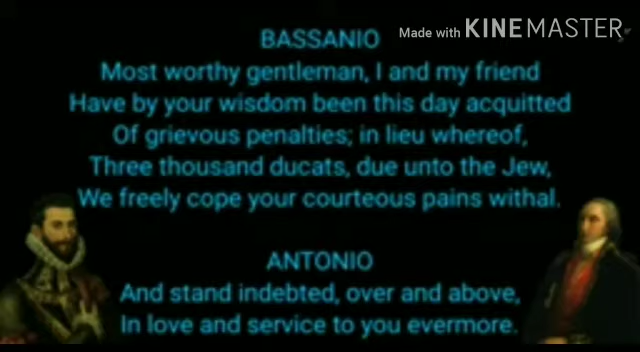 Made with KINEMASTER
BASSANIO
Most worthy gentleman, I and my friend
Have by your wisdom been this day acquitted
Of grievous penalties; in lieu whereof,
Three thousand ducats, due unto the Jew,
We freely cope your courteous pains withal.
ANTONIO
And stand indebted, over and above,
In love and service to you evermore.